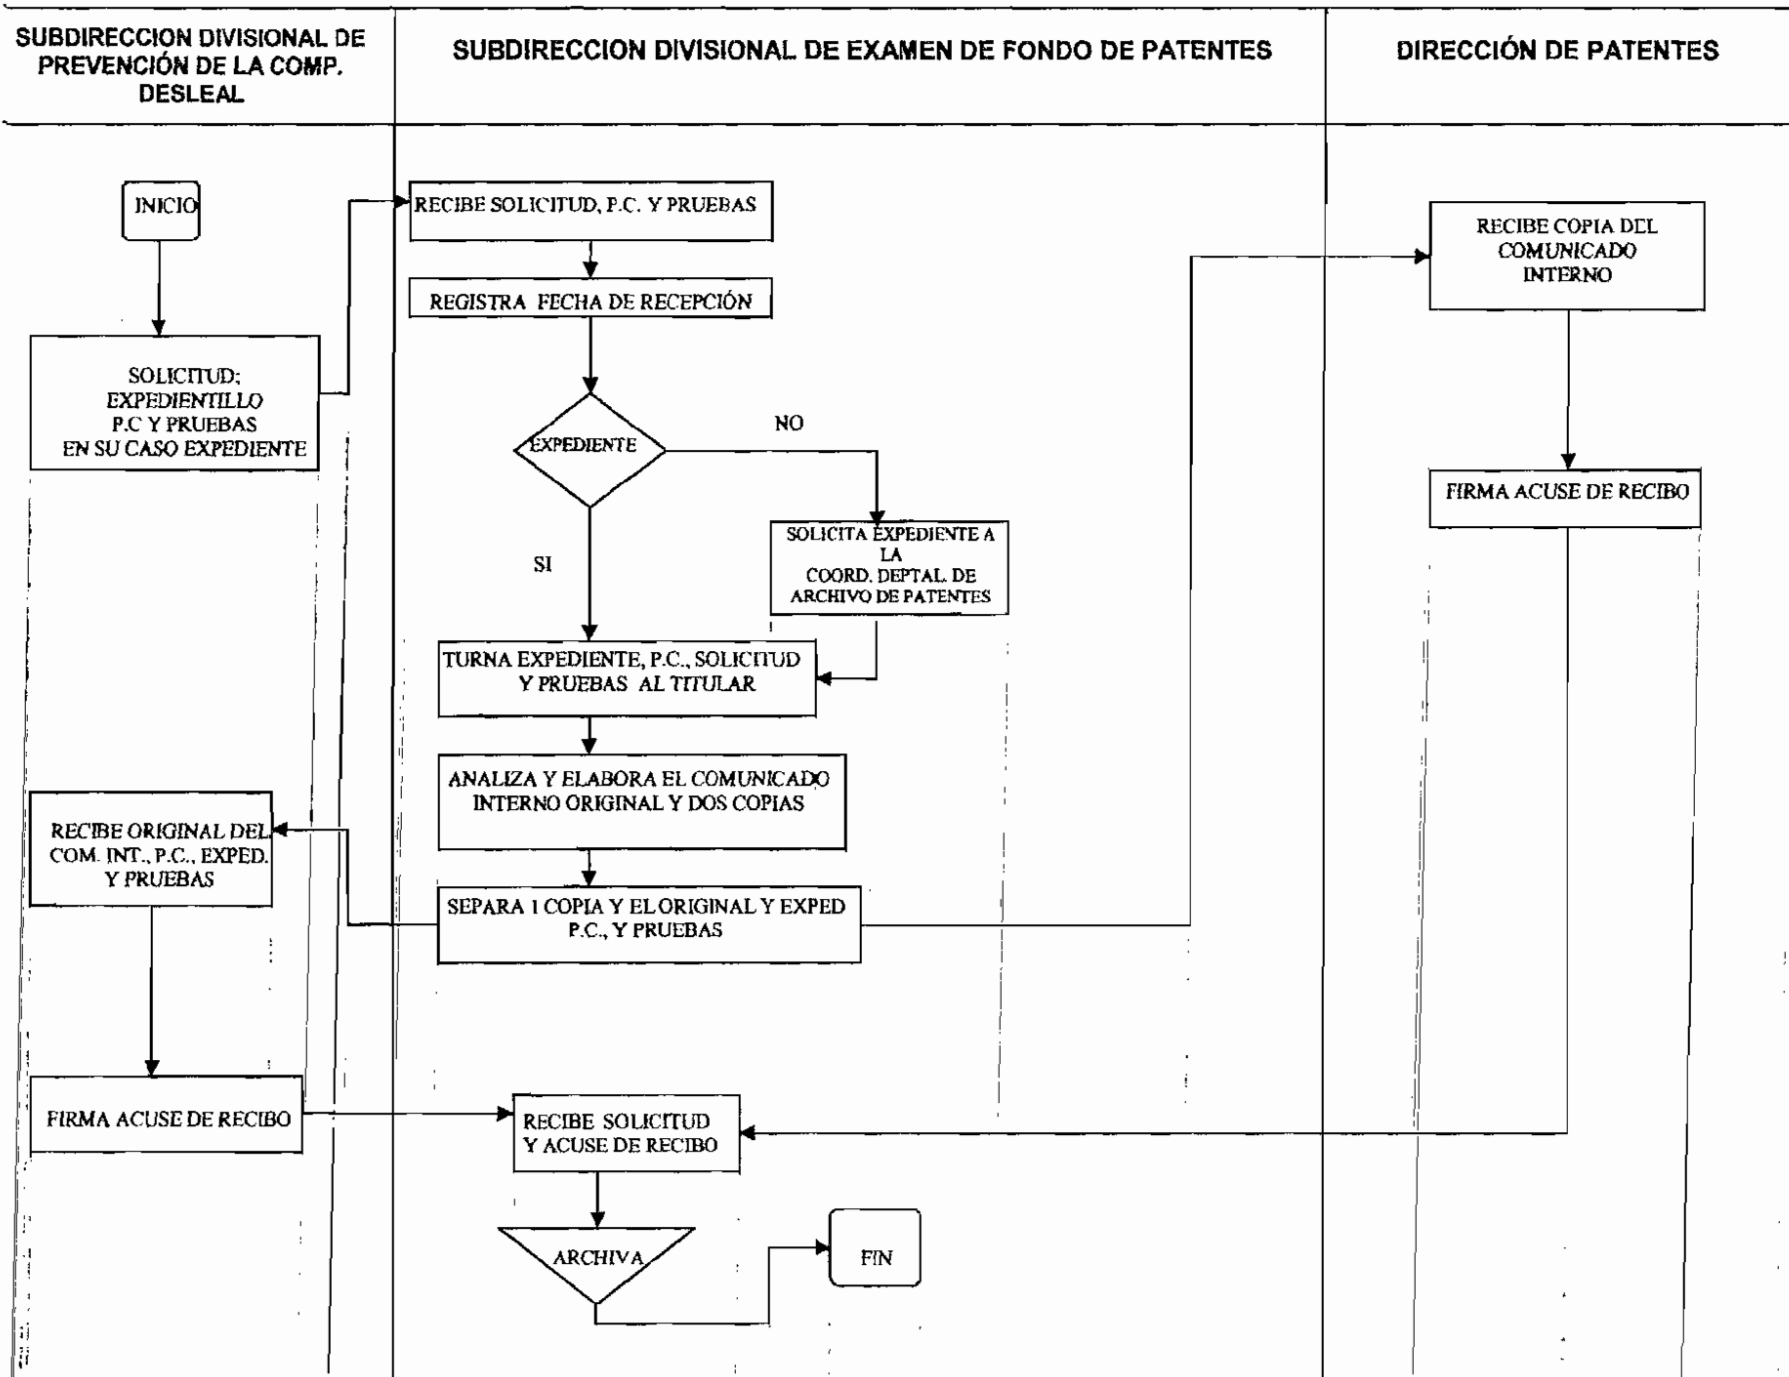 SUBDIRECCION DIVISIONAL DE
PREVENCIÓN DE LA COMP.
DESLEAL
SUBDIRECCION DIVISIONAL DE EXAMEN DE FONDO DE PATENTES
DIRECCIÓN DE PATENTES
INICIO
SOLICITUD;
EXPEDIENTILLO
P.C Y PRUEBAS
EN SU CASO EXPEDIENTE
RECIBE SOLICITUD, P.C. Y PRUEBAS
REGISTRA FECHA DE RECEPCIÓN
EXPEDIENTE
NO
SI
SOLICITA EXPEDIENTE A
LA
COORD. DEPTAL. DE
ARCHIVO DE PATENTES
TURNA EXPEDIENTE, P.C., SOLICITUD
Y PRUEBAS AL TITULAR
ANALIZA Y ELABORA EL COMUNICADO
INTERNO ORIGINAL Y DOS COPIAS
SEPARA 1 COPIA Y EL ORIGINAL Y EXPED
P.C., Y PRUEBAS
RECIBE COPIA DEL
COMUNICADO
INTERNO
FIRMA ACUSE DE RECIBO
RECIBE ORIGINAL DEL
COM. INT., P.C., EXPED.
Y PRUEBAS
FIRMA ACUSE DE RECIBO
RECIBE SOLICITUD
Y ACUSE DE RECIBO
ARCHIVA
FIN